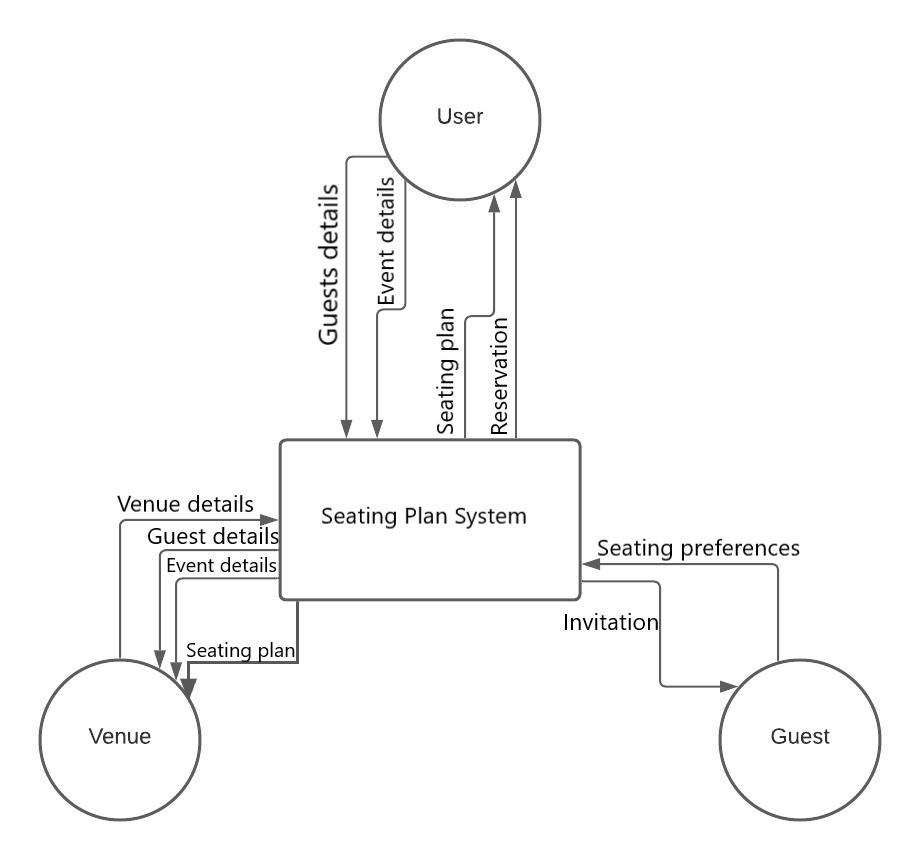 User
Guests details
Event details
Seating plan
Reservation
Seating Plan System
Venue details
Guest details
Event details
Seating plan
Seating preferences
Invitation
Venue
Guest